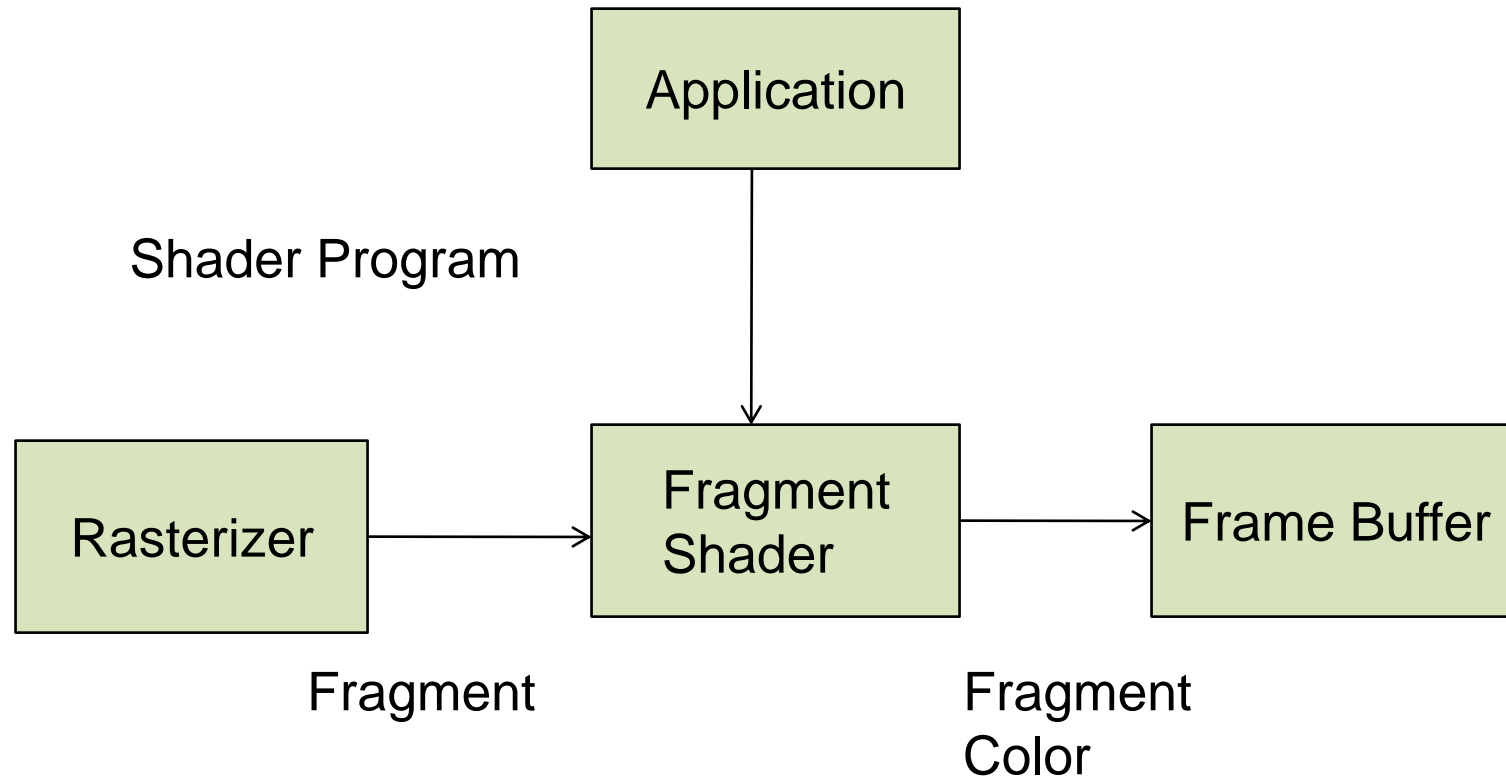 Application
Shader Program
Rasterizer
Fragment
Shader
Frame Buffer
Fragment
Fragment
Color